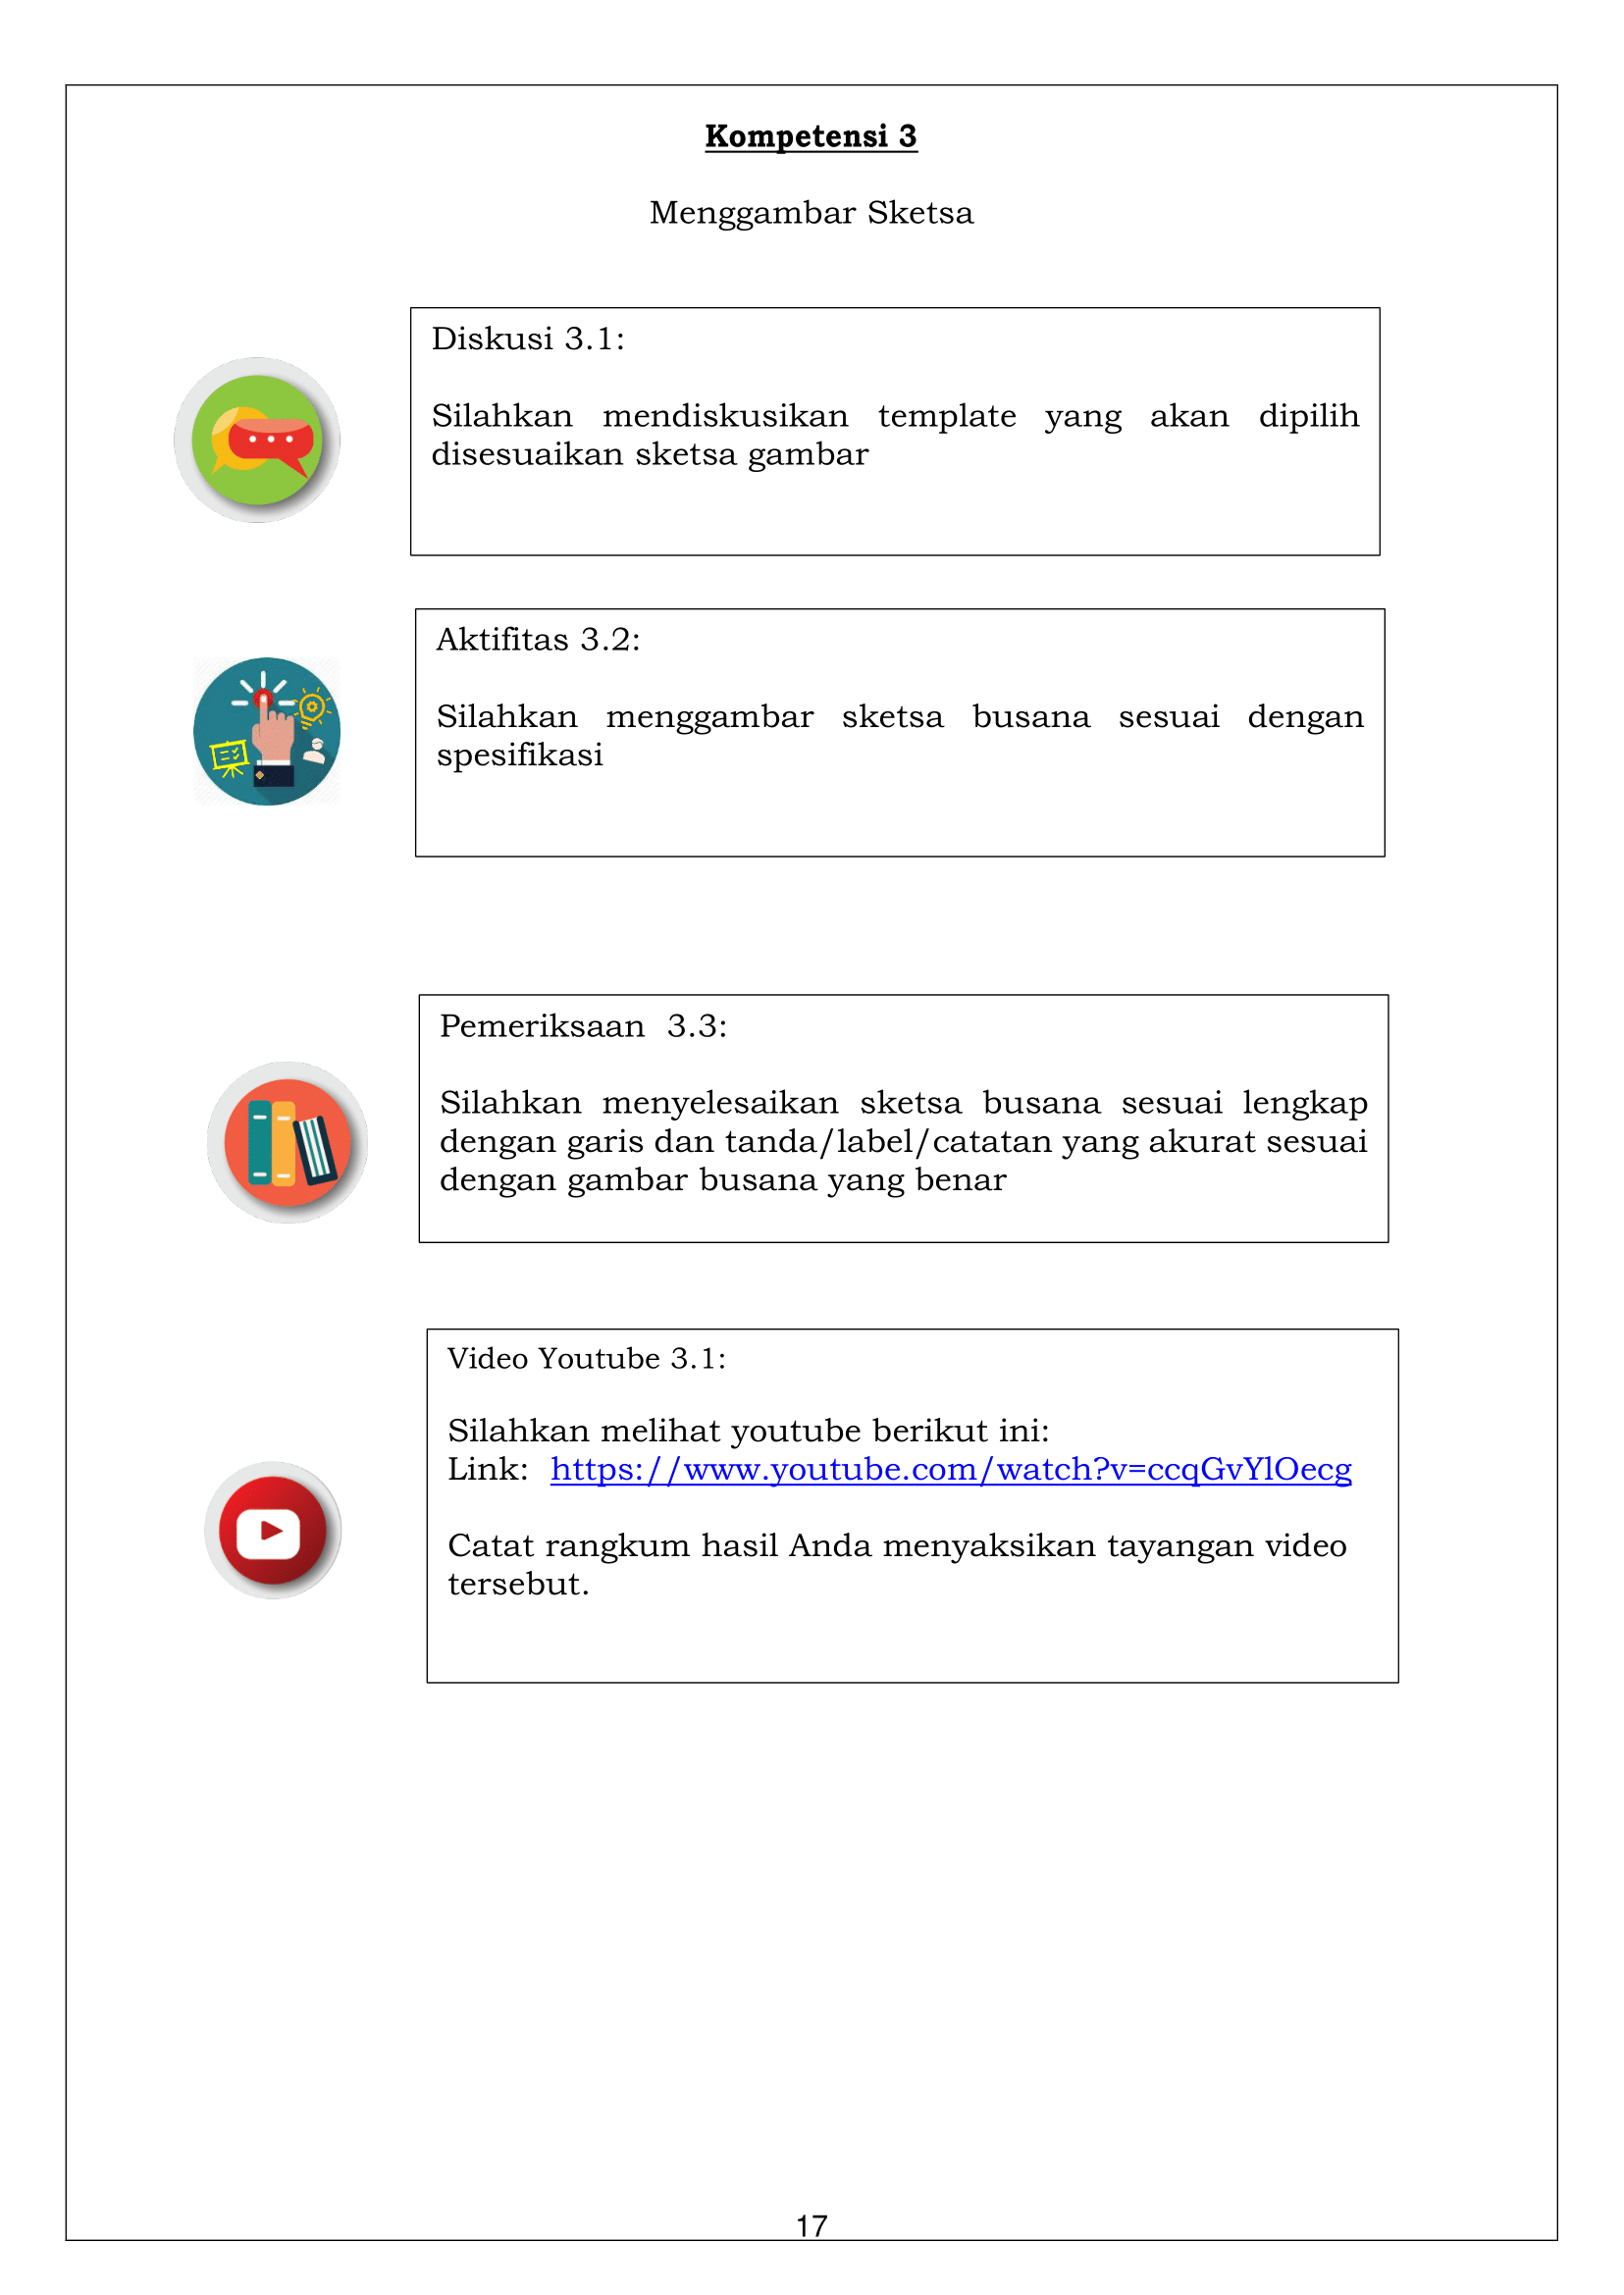 Kompetensi 3
Menggambar Sketsa
Diskusi 3.1:
Silahkan mendiskusikan template yang akan dipilih
disesuaikan sketsa gambar
Aktifitas 3.2:
Silahkan menggambar sketsa busana sesuai dengan
spesifikasi
Pemeriksaan 3.3:
Silahkan menyelesaikan sketsa busana sesuai lengkap
dengan garis dan tanda/label/catatan yang akurat sesuai
dengan gambar busana yang benar
Video Youtube 3.1:
Silahkan melihat youtube berikut ini:
Link: https://www.youtube.com/watch?v=ccqGvYlOecg
Catat rangkum hasil Anda menyaksikan tayangan video
tersebut.
17